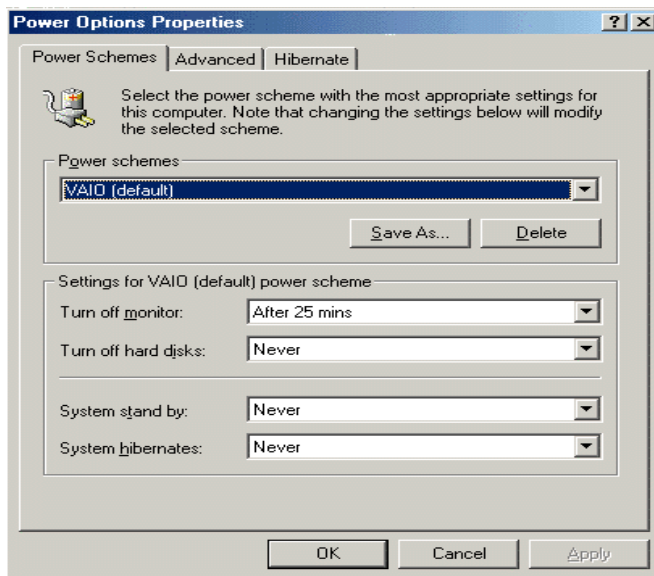 Power Options Properties
Power Schemes Advanced Hibernate
Select the power scheme with the most appropriate settings for
this computer. Note that changing the settings below will modify
the selected scheme.
Power schemes
VAIO (default)
Save As... Delete
Settings for VAIO (default) power scheme
Turn off monitor: After 25 mins
Turn off hard disks: Never
System stand by: Never
System hibernates: Never
OK Cancel Apply